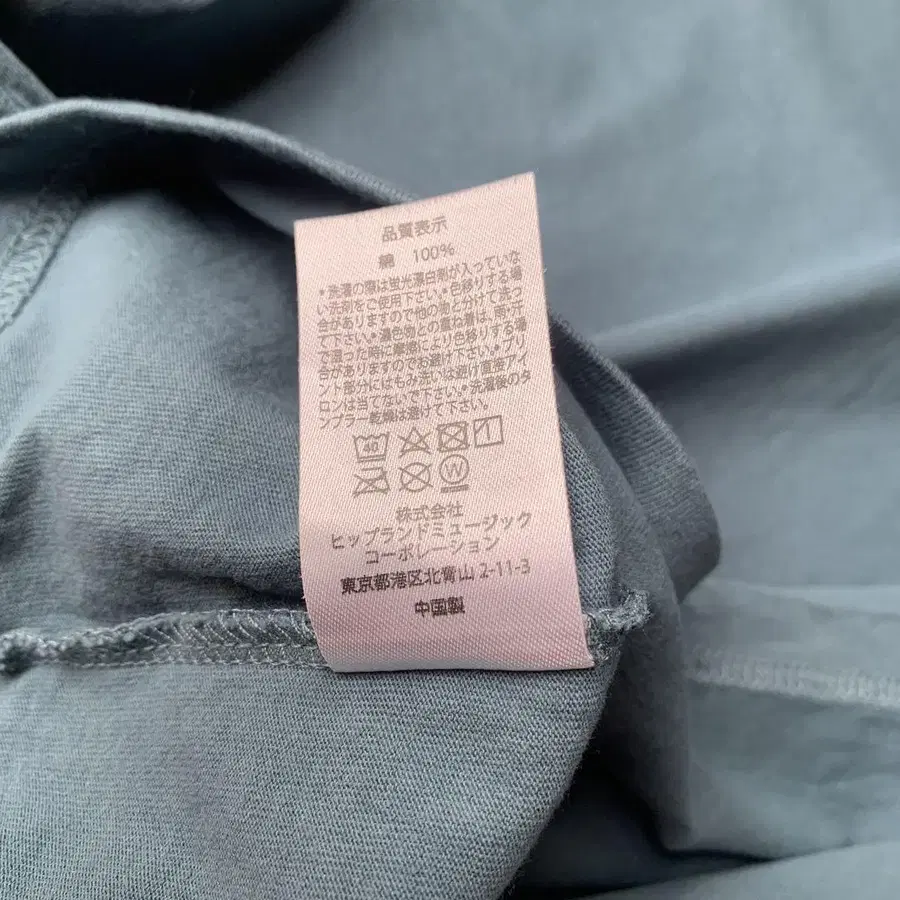 品質表示
綿 100%
•洗濯の際は蛍光漂白剤が入っていな
い洗剤をご使用下さい。•色移りする場
合がありますので他の物と分けて洗っ
て下さい。•濃色物との重ね着は、雨・汗
で湿った時に摩擦により色移りする場
合がありますのでお避け下さい。•プリ
ント部分にはもみ洗いは避け直接アイ
ロンは当てないで下さい。•洗濯後のタ
ンブラー乾燥は避けて下さい。
40
W
株式会社
ヒップランドミュージック
コーポレーション
東京都港区北青山 2-11-3
中国製